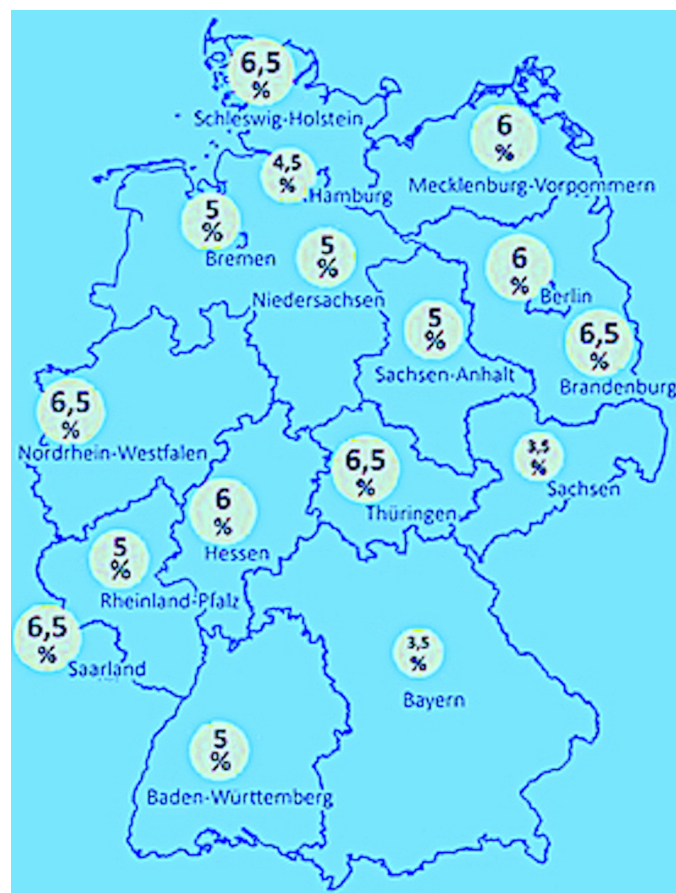 6,5
%
Schleswig-Holstein
6
%
Mecklenburg-Vorpommern
4,5
%
Hamburg
5
%
Bremen
5
%
Niedersachsen
6
%
Berlin
5
%
Sachsen-Anhalt
6,5
%
Brandenburg
6,5
%
Nordrhein-Westfalen
6,5
%
Thüringen
3,5
%
Sachsen
6
%
Hessen
5
%
Rheinland-Pfalz
6,5
%
Saarland
3,5
%
Bayern
5
%
Baden-Württemberg